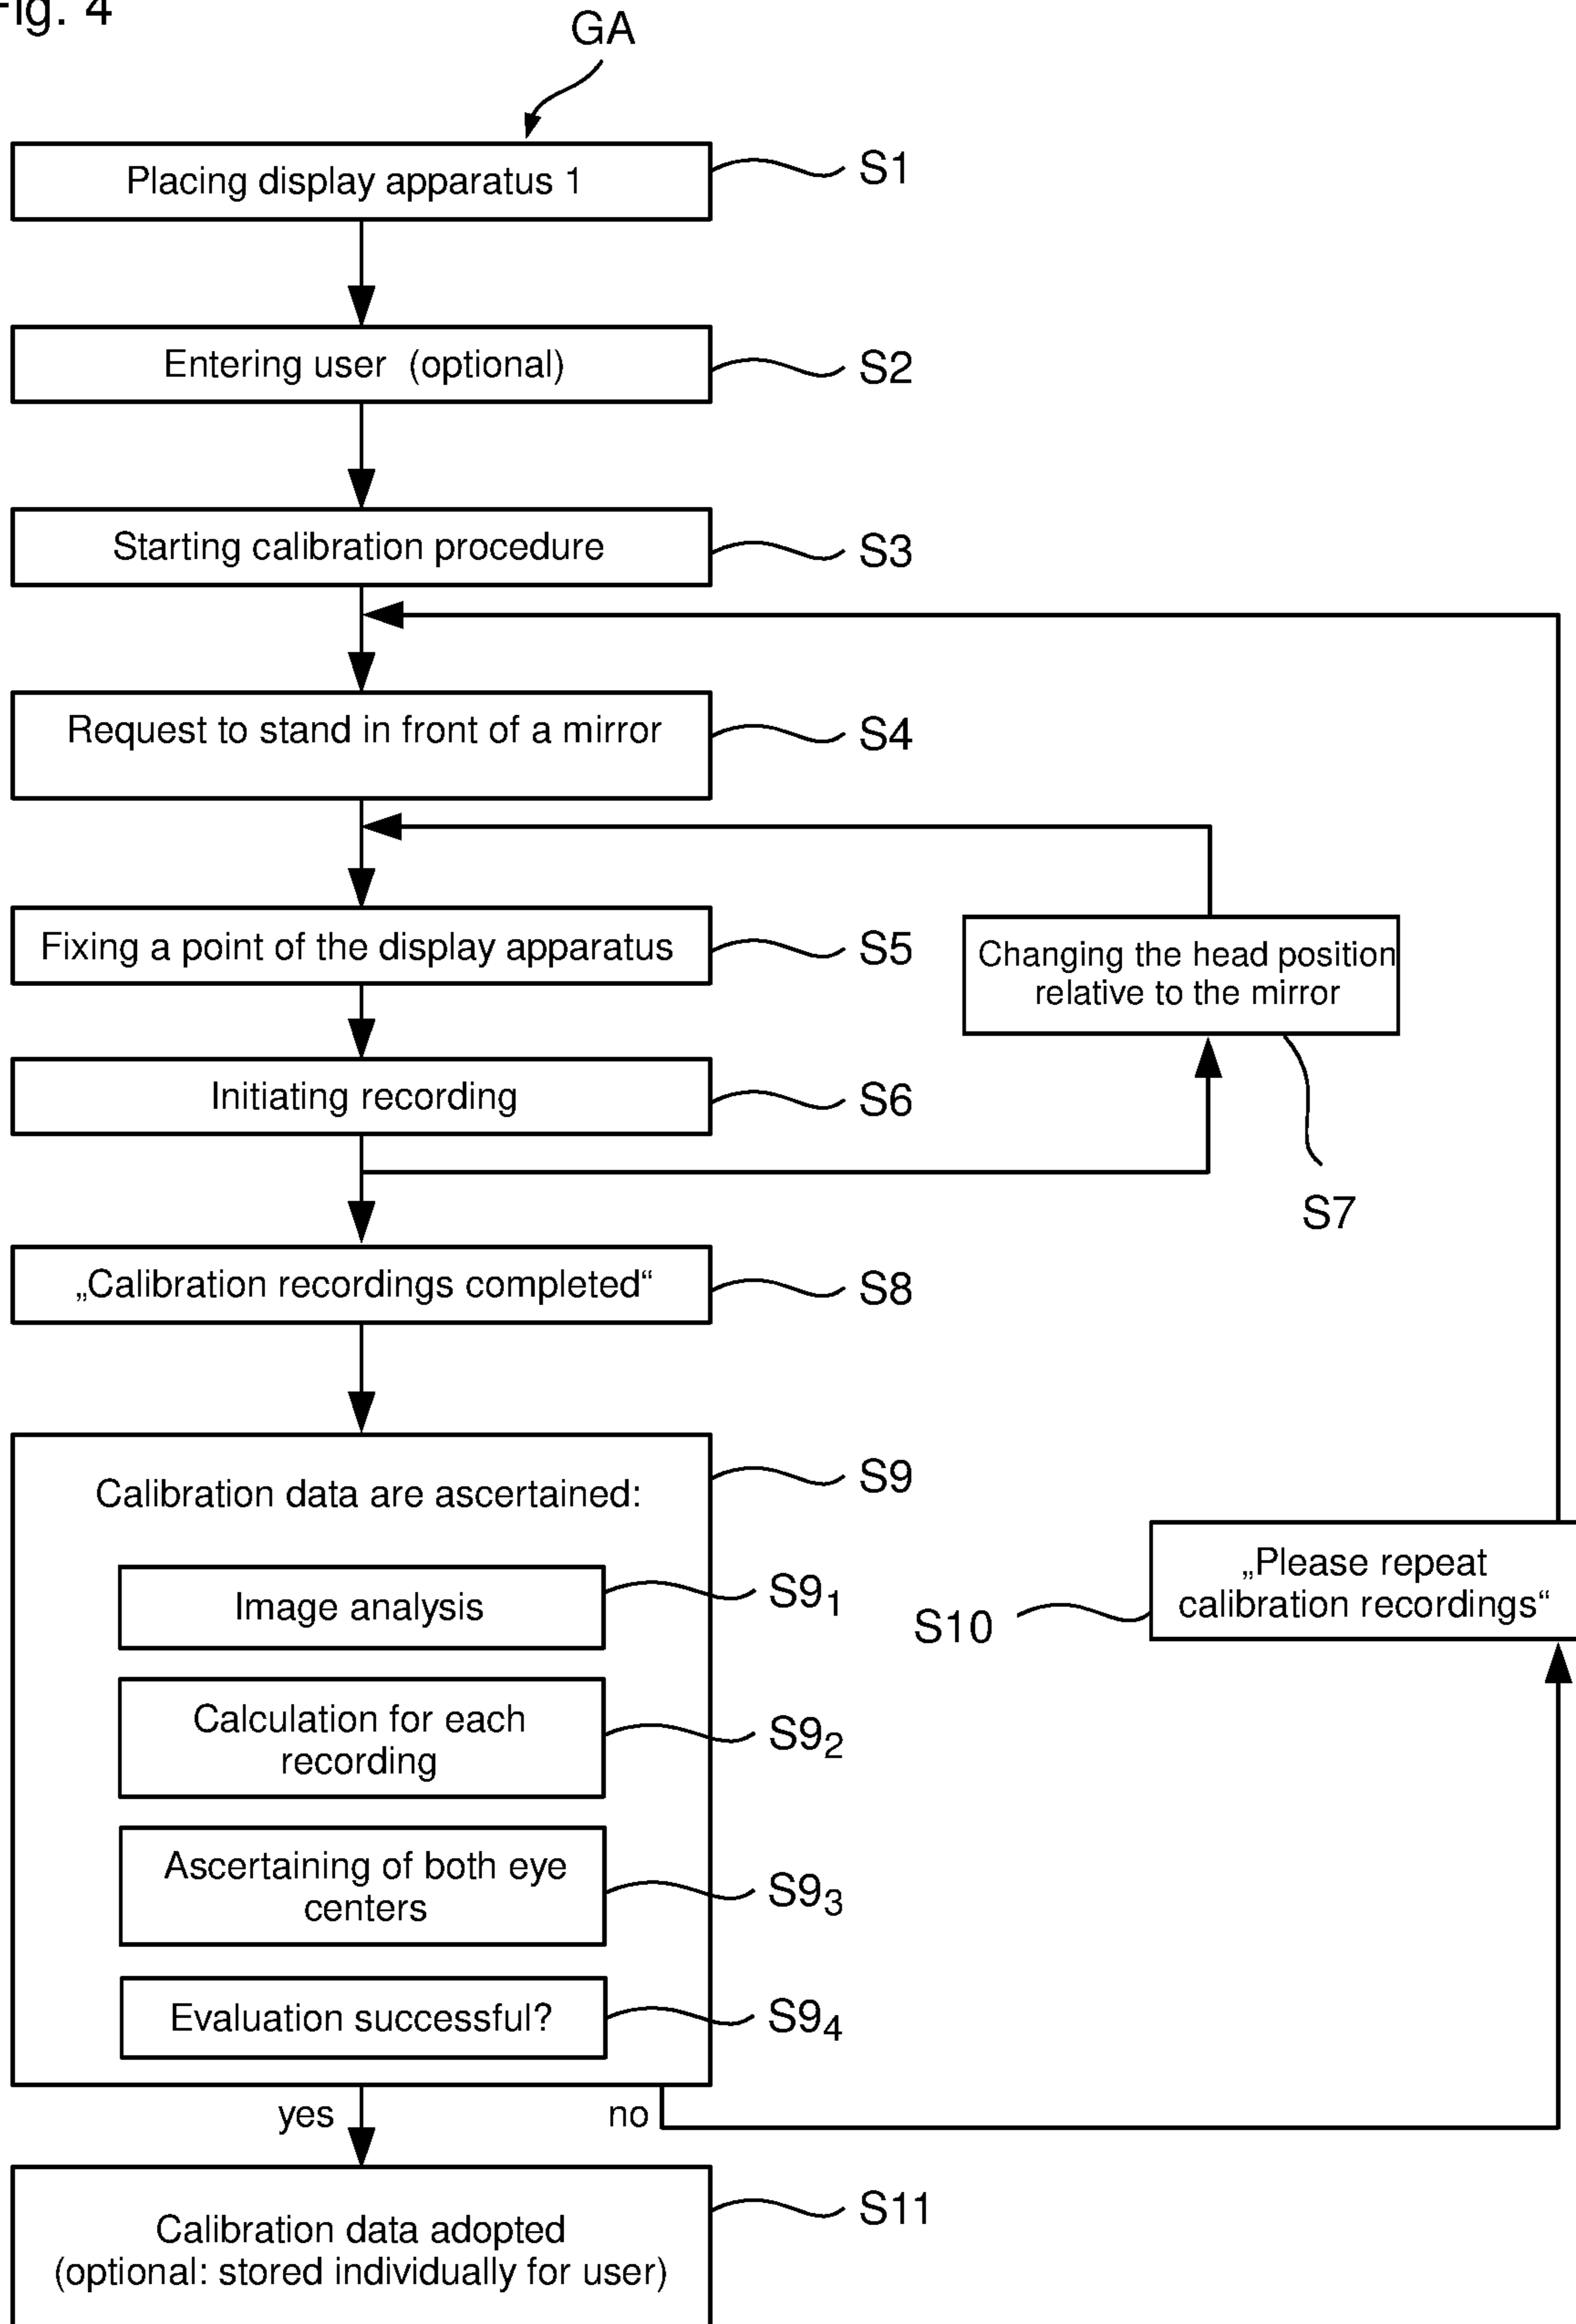 Fig. 4
GA
Placing display apparatus 1
S1
Entering user (optional)
S2
Starting calibration procedure
S3
Request to stand in front of a mirror
S4
Fixing a point of the display apparatus
S5
Changing the head position
relative to the mirror
S7
Initiating recording
S6
„Calibration recordings completed“
S8
Calibration data are ascertained:
S9
Image analysis
S9₁
Calculation for each
recording
S9₂
Ascertaining of both eye
centers
S9₃
Evaluation successful?
S9₄
„Please repeat
calibration recordings“
S10
yes
no
Calibration data adopted
(optional: stored individually for user)
S11